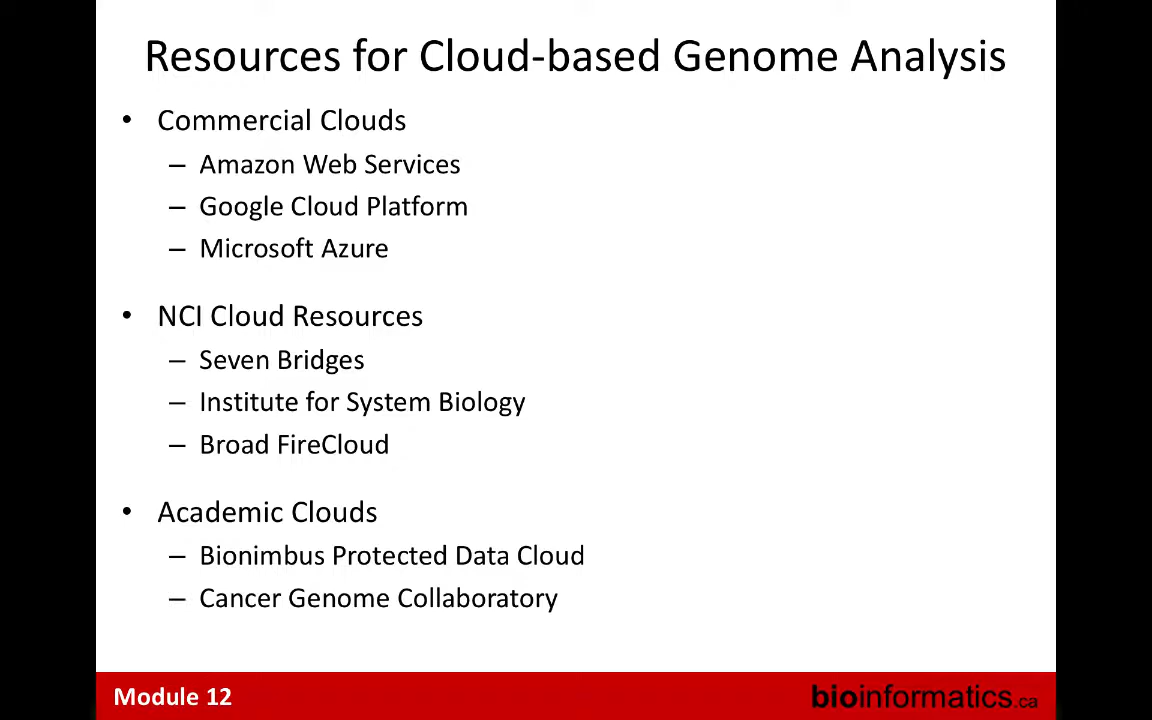 Resources for Cloud-based Genome Analysis
• Commercial Clouds
– Amazon Web Services
– Google Cloud Platform
– Microsoft Azure
• NCI Cloud Resources
– Seven Bridges
– Institute for System Biology
– Broad FireCloud
• Academic Clouds
– Bionimbus Protected Data Cloud
– Cancer Genome Collaboratory
Module 12
bioinformatics.ca